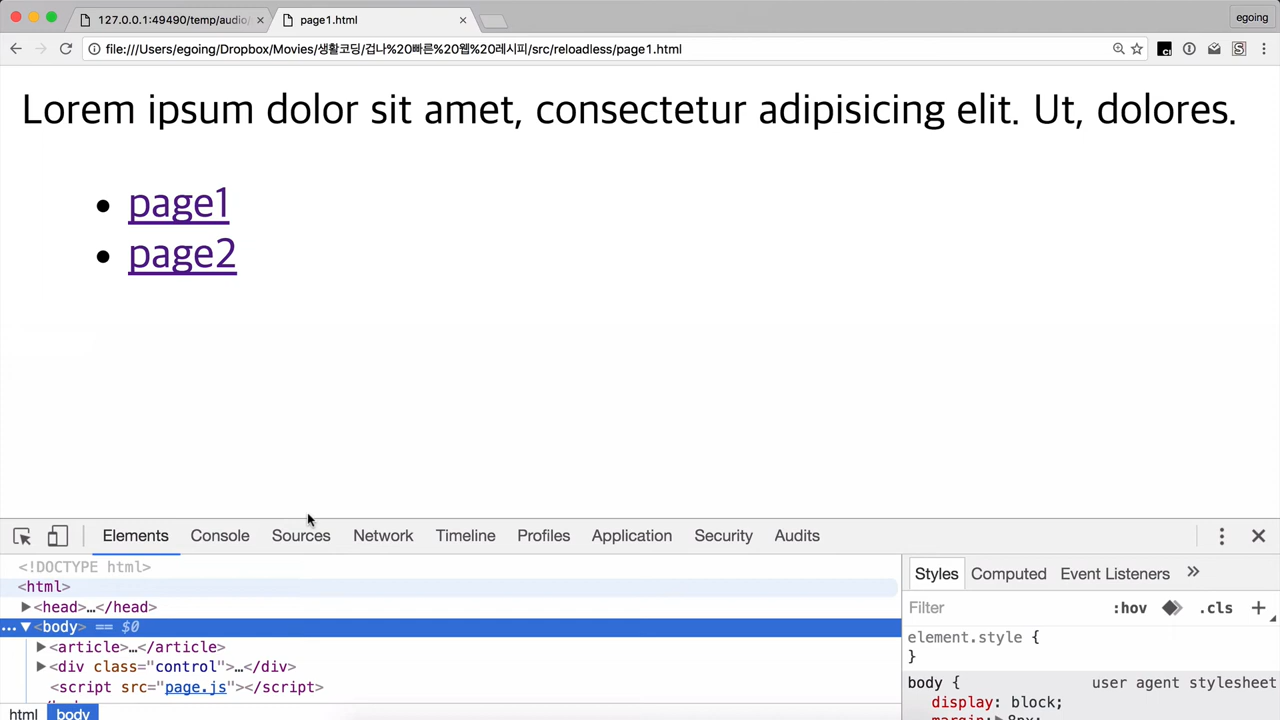 127.0.0.1:49490/temp/audio/
page1.html
egoing
file:///Users/egoing/Dropbox/Movies/생활코딩/겁나%20빠른%20웹%20레시피/src/reloadless/page1.html
Lorem ipsum dolor sit amet, consectetur adipisicing elit. Ut, dolores.
page1
page2
Elements Console Sources Network Timeline Profiles Application Security Audits
<!DOCTYPE html>
<html>
▶<head>…</head>
…▼<body> == $0
▶<article>…</article>
▶<div class="control">…</div>
<script src="page.js"></script>
html body
Styles Computed Event Listeners »
Filter :hov .cls +
element.style {
}
body { user agent stylesheet
display: block;
margin:▶8px;